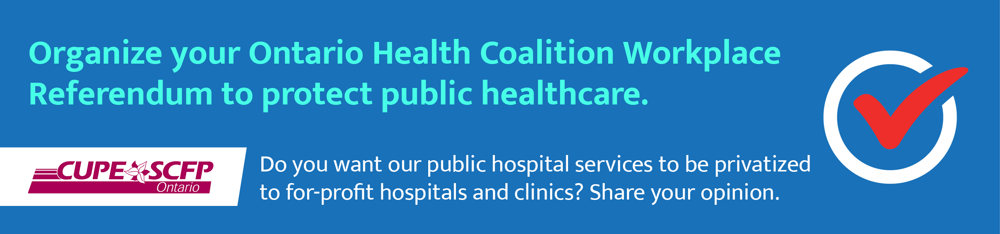 Organize your Ontario Health Coalition Workplace
Referendum to protect public healthcare.
CUPE SCFP
Ontario
Do you want our public hospital services to be privatized
to for-profit hospitals and clinics? Share your opinion.